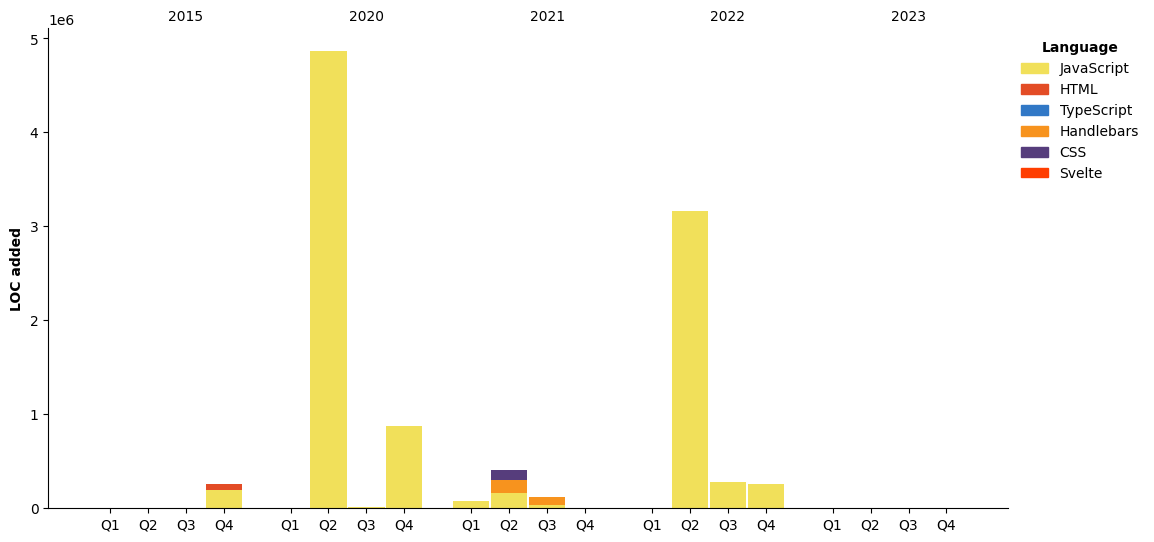 2015 2020 2021 2022 2023
1e6
5
4
3
2
1
0
LOC added
Q1 Q2 Q3 Q4 Q1 Q2 Q3 Q4 Q1 Q2 Q3 Q4 Q1 Q2 Q3 Q4 Q1 Q2 Q3 Q4
Language
JavaScript
HTML
TypeScript
Handlebars
CSS
Svelte